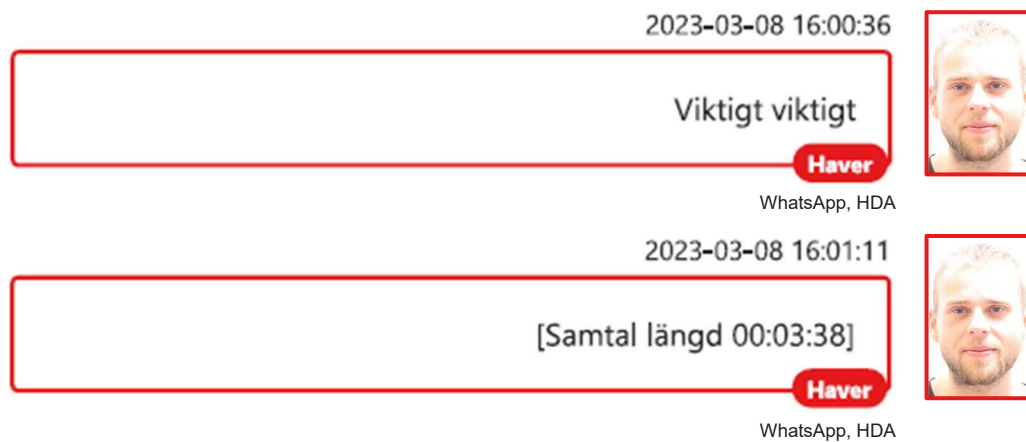 2023-03-08 16:00:36
Viktigt viktigt
Haver
WhatsApp, HDA
2023-03-08 16:01:11
[Samtal längd 00:03:38]
Haver
WhatsApp, HDA